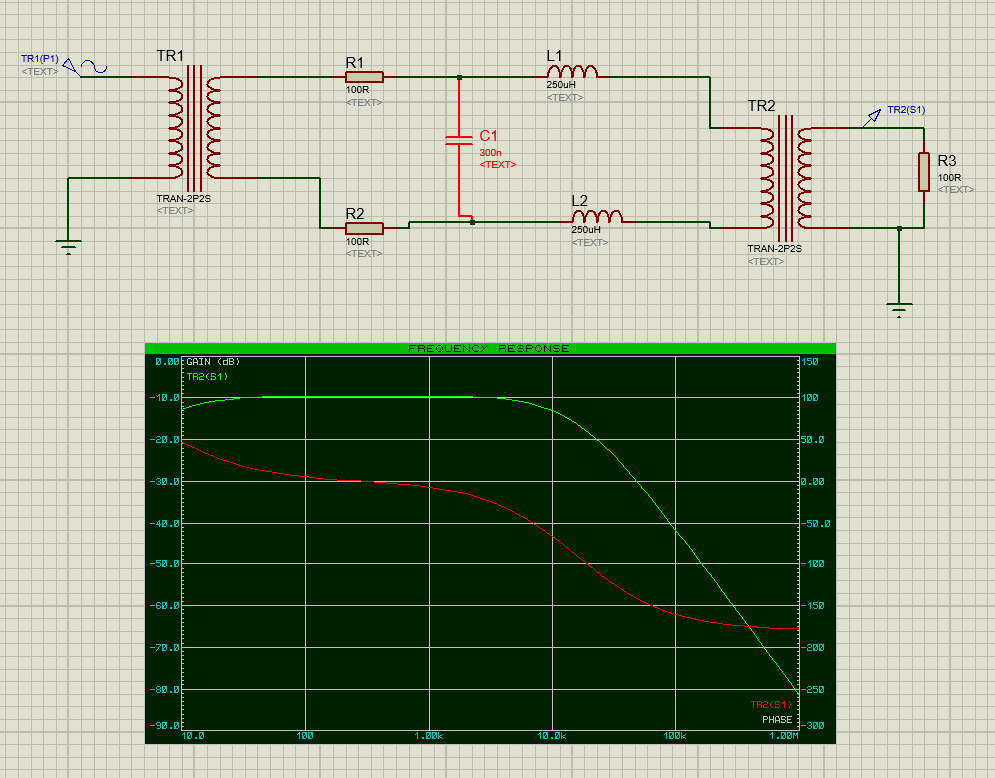 TR1(P1)
<TEXT>
TR1
TRAN-2P2S
<TEXT>
R1
100R
<TEXT>
R2
100R
<TEXT>
C1
300n
<TEXT>
L1
250uH
<TEXT>
L2
250uH
<TEXT>
TR2
TRAN-2P2S
<TEXT>
TR2(S1)
R3
100R
<TEXT>
FREQUENCY RESPONSE
GAIN (dB)
TR2(S1)
0.00
-10.0
-20.0
-30.0
-40.0
-50.0
-60.0
-70.0
-80.0
-90.0
150
100
50.0
0.00
-50.0
-100
-150
-200
-250
-300
TR2(S1)
PHASE
10.0 100 1.00k 10.0k 100k 1.00M